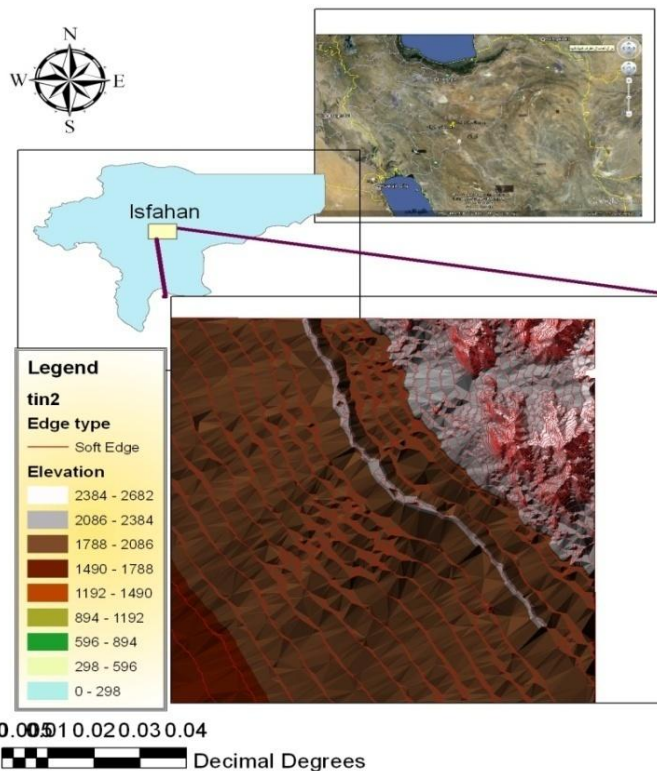 N
W E
S
Isfahan
Legend
tin2
Edge type
Soft Edge
Elevation
2384 - 2682
2086 - 2384
1788 - 2086
1490 - 1788
1192 - 1490
894 - 1192
596 - 894
298 - 596
0 - 298
0.02 0.03 0.04
Decimal Degrees